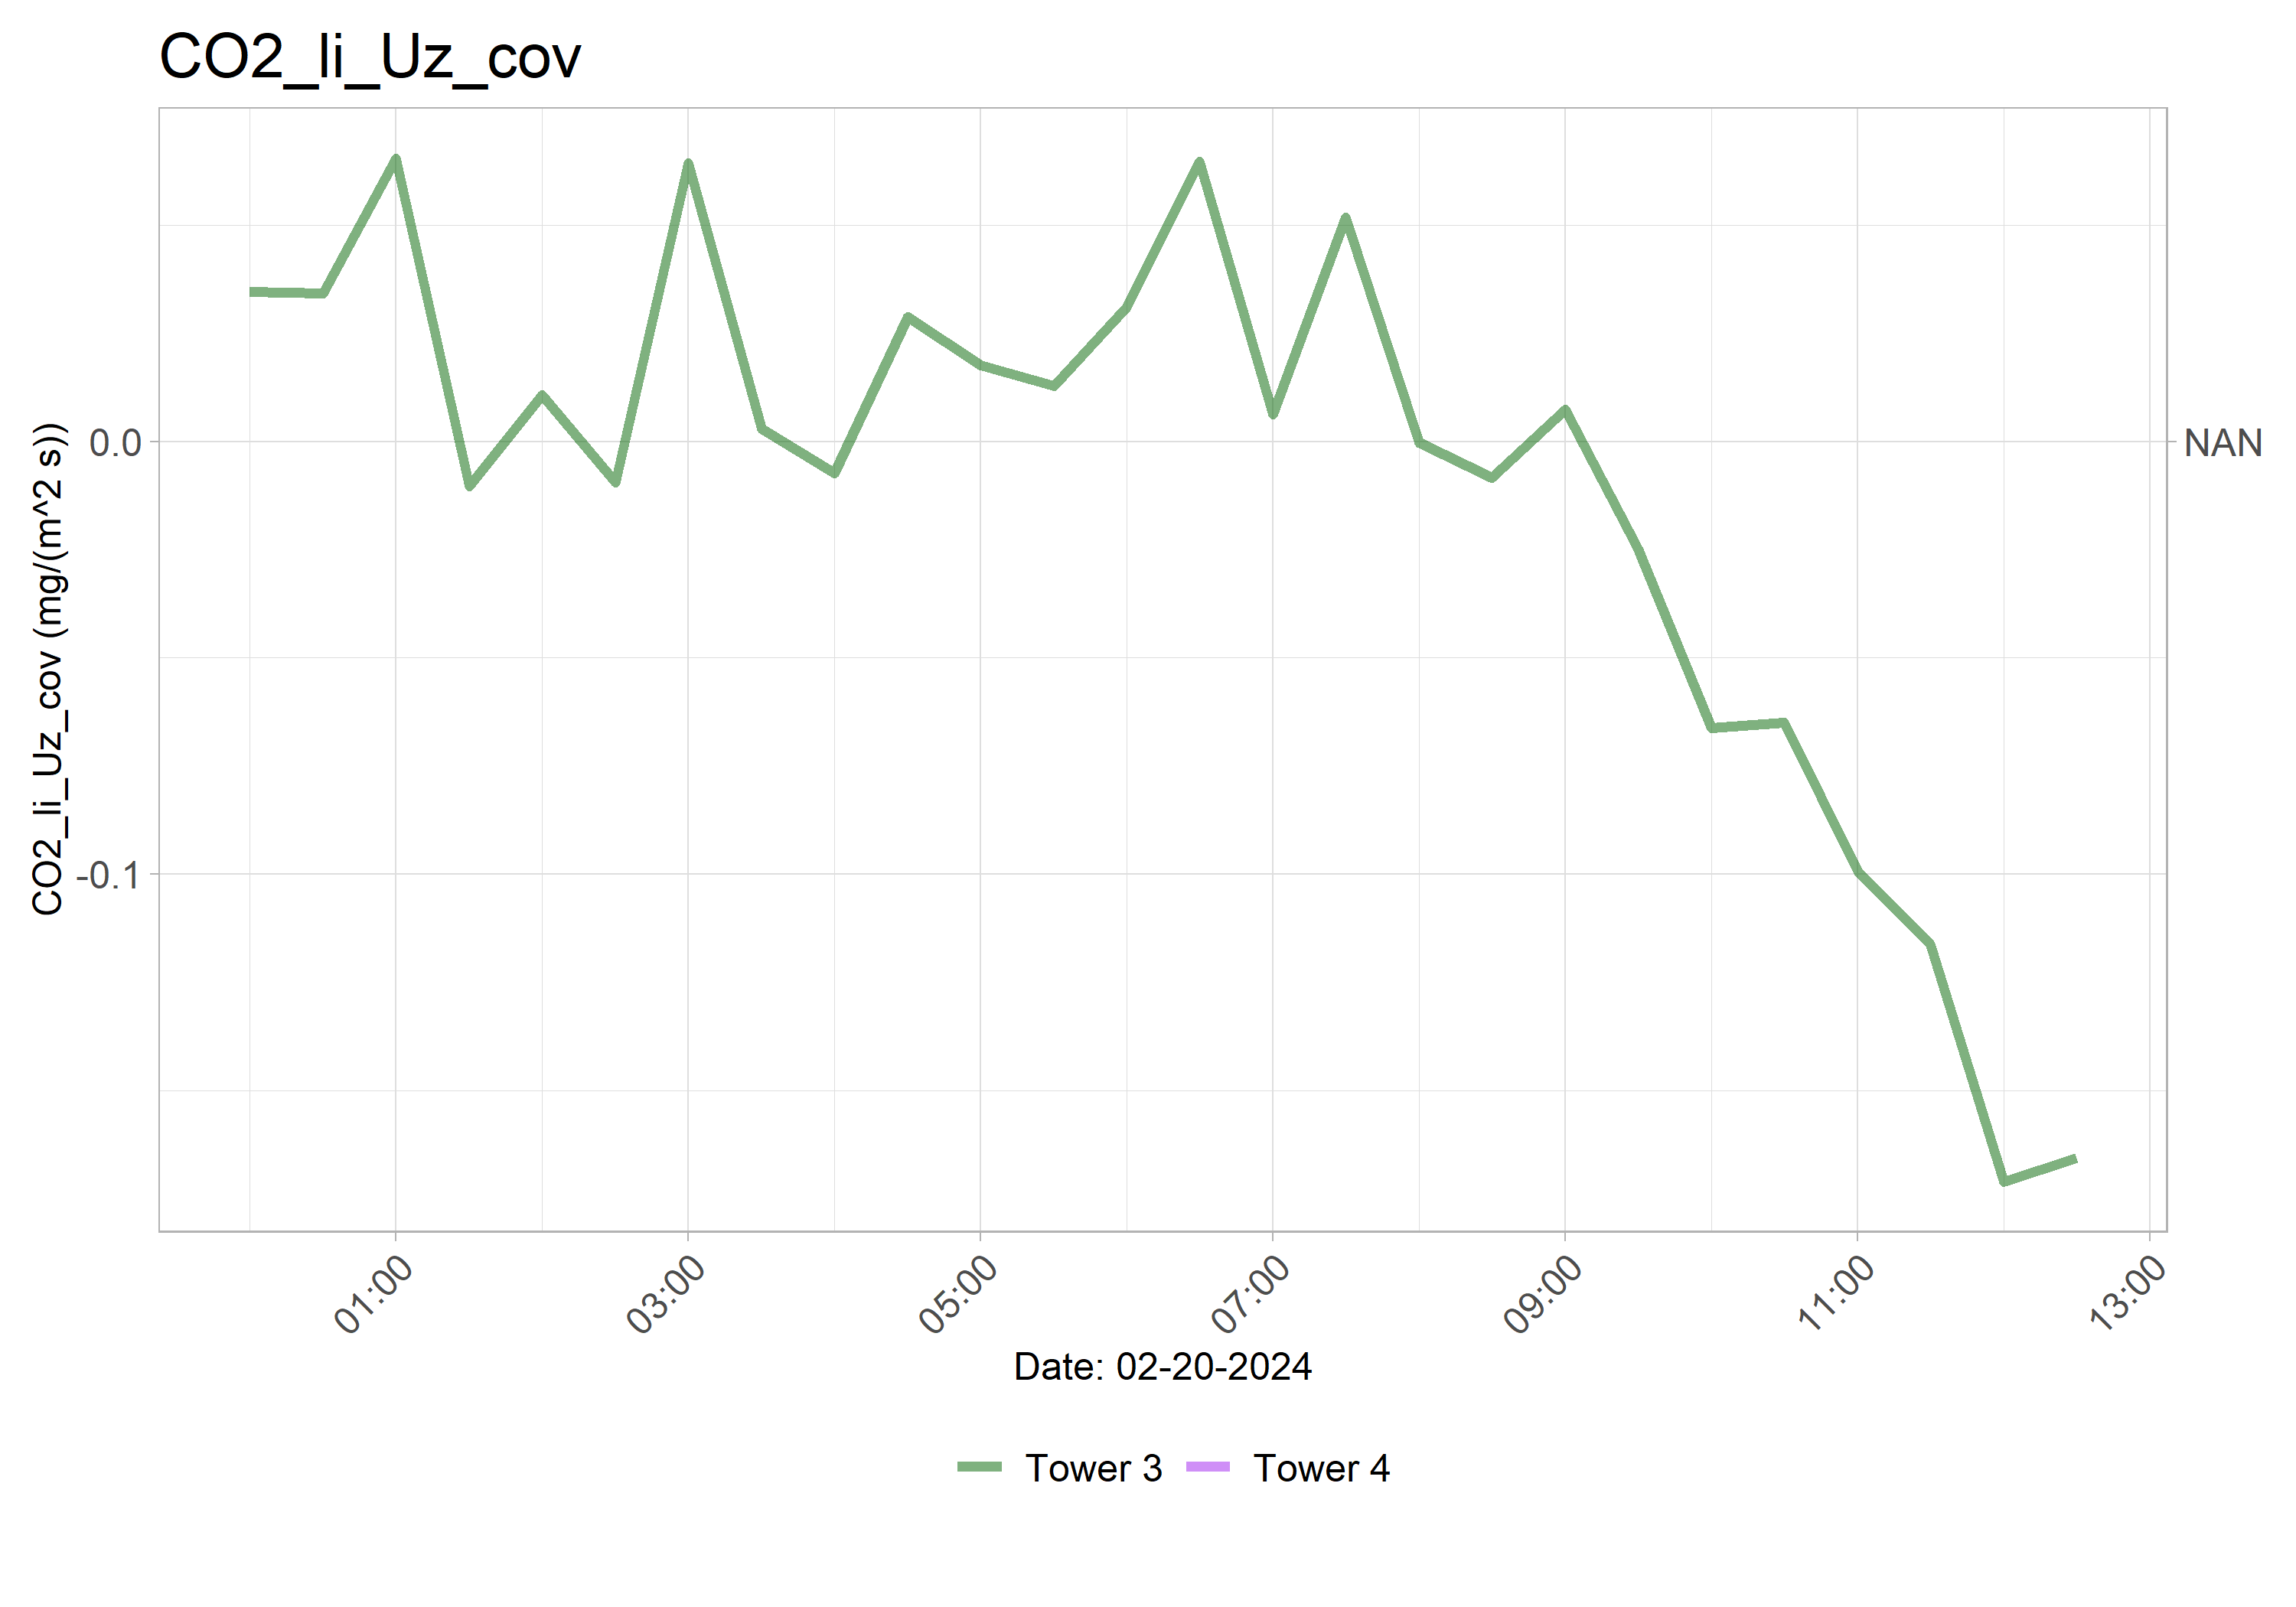 CO2_li_Uz_cov
CO2_li_Uz_cov (mg/(m^2 s))
0.0
-0.1
NAN
01:00
03:00
05:00
07:00
09:00
11:00
13:00
Date: 02-20-2024
Tower 3
Tower 4